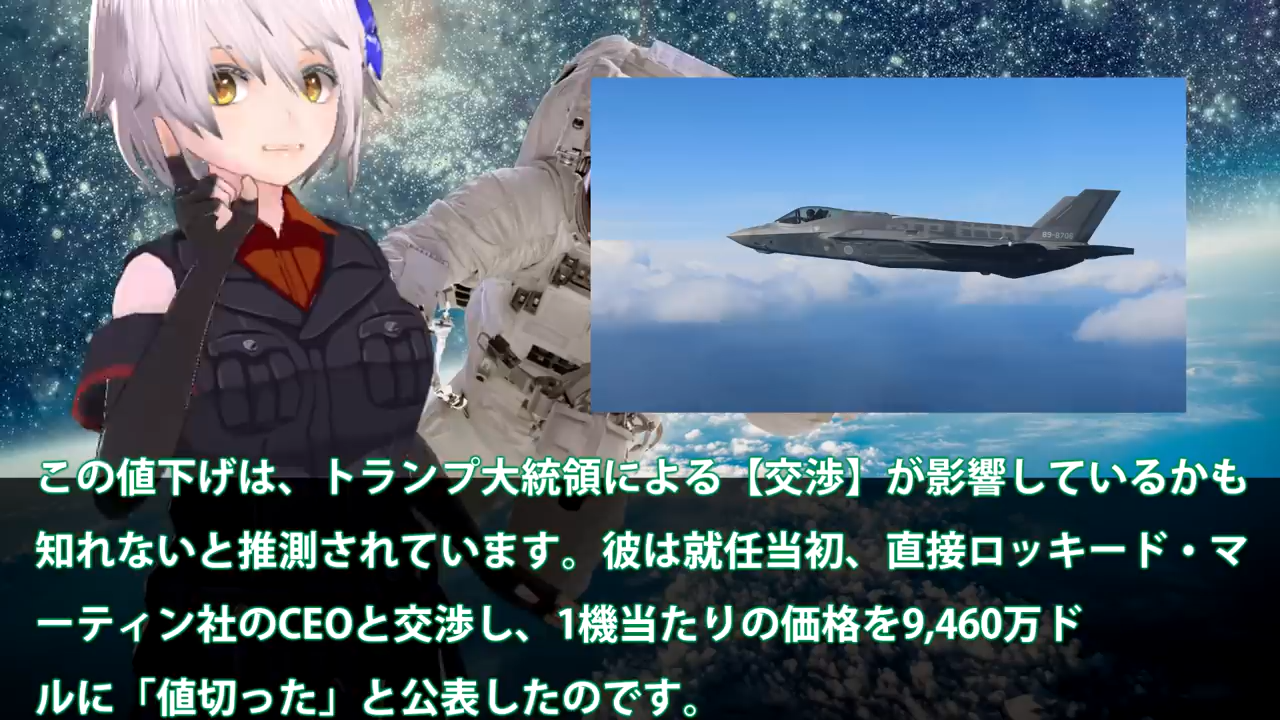 89-8706
この値下げは、トランプ大統領による【交渉】が影響しているかも
知れないと推測されています。彼は就任当初、直接ロッキード・マ
ーティン社のCEOと交渉し、1機当たりの価格を9,460万ド
ルに「値切った」と公表したのです。